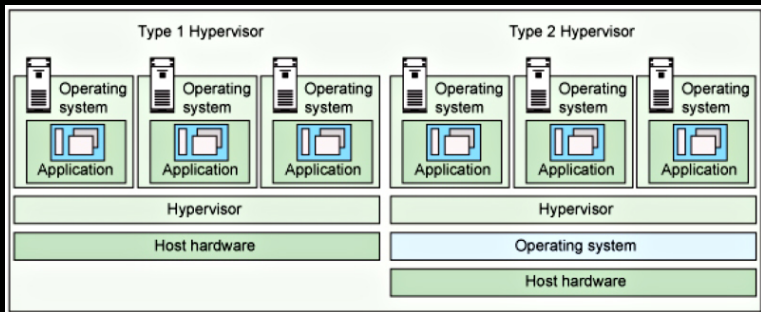 Type 1 Hypervisor
Operating
system
Application
Operating
system
Application
Operating
system
Application
Hypervisor
Host hardware
Type 2 Hypervisor
Operating
system
Application
Operating
system
Application
Operating
system
Application
Hypervisor
Operating system
Host hardware